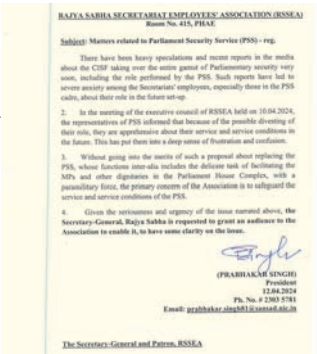 RAJYA SABHA SECRETARIAT EMPLOYEES' ASSOCIATION (RSSEA)
Room No. 415, PHAE
Subject: Matters related to Parliament Security Service (PSS) - reg.
There have been heavy speculations and recent reports in the media
about the CISF taking over the entire gamut of Parliamentary security very
soon, including the role performed by the PSS. Such reports have led to
severe anxiety among the Secretariats' employees, especially those in the PSS
cadre, about their role in the future set-up.
2. In the meeting of the executive council of RSSEA held on 10.04.2024,
the representatives of PSS informed that because of the possible diverting of
their role, they are apprehensive about their service and service conditions in
the future. This has put them into a deep sense of frustration and confusion.
3. Without going into the merits of such a proposal about replacing the
PSS, whose functions inter-alia includes the delicate task of facilitating the
MPs and other dignitaries in the Parliament House Complex, with a
paramilitary force, the primary concern of the Association is to safeguard the
service and service conditions of the PSS.
4. Given the seriousness and urgency of the issue narrated above, the
Secretary-General, Rajya Sabha is requested to grant an audience to the
Association to enable it, to have some clarity on the issue.
(PRABHAKAR SINGH)
President
12.04.2024
Ph. No. # 2303 5781
Email: prabhakar.singh81@sansad.nic.in
The Secretary-General and Patron, RSSEA